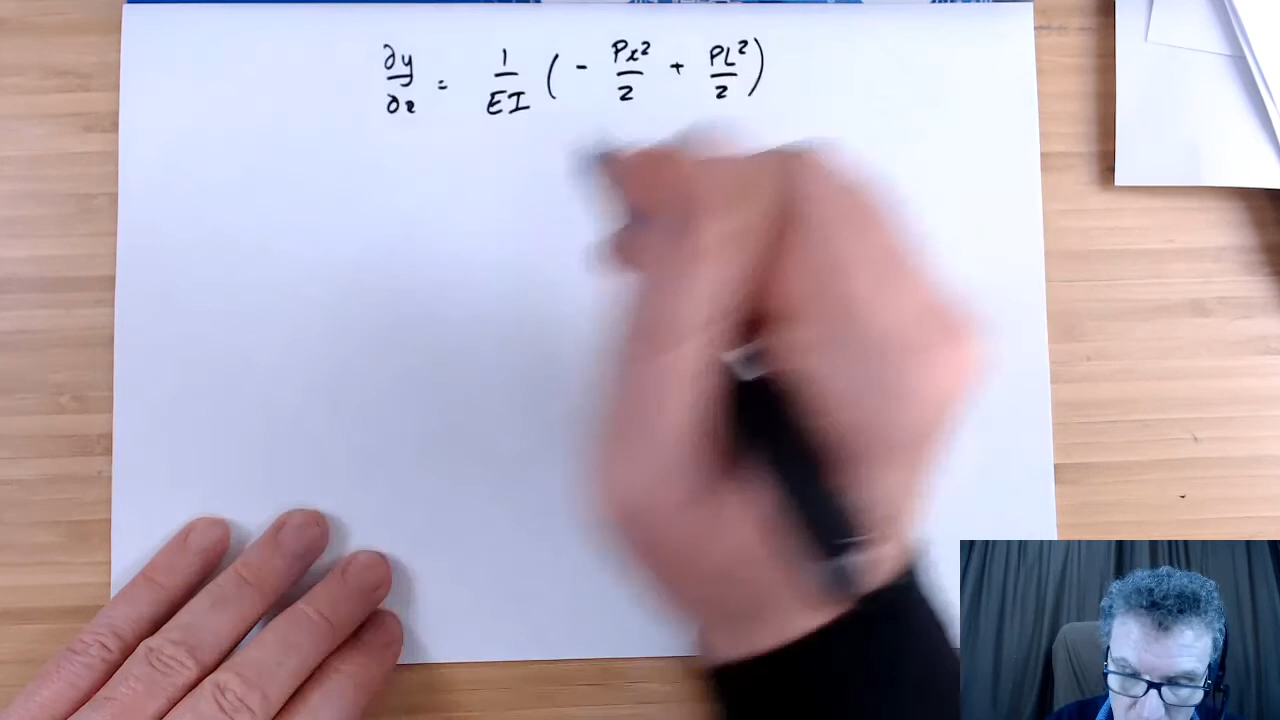 ∂y/∂x = 1/EI (- Px²/2 + PL²/2)